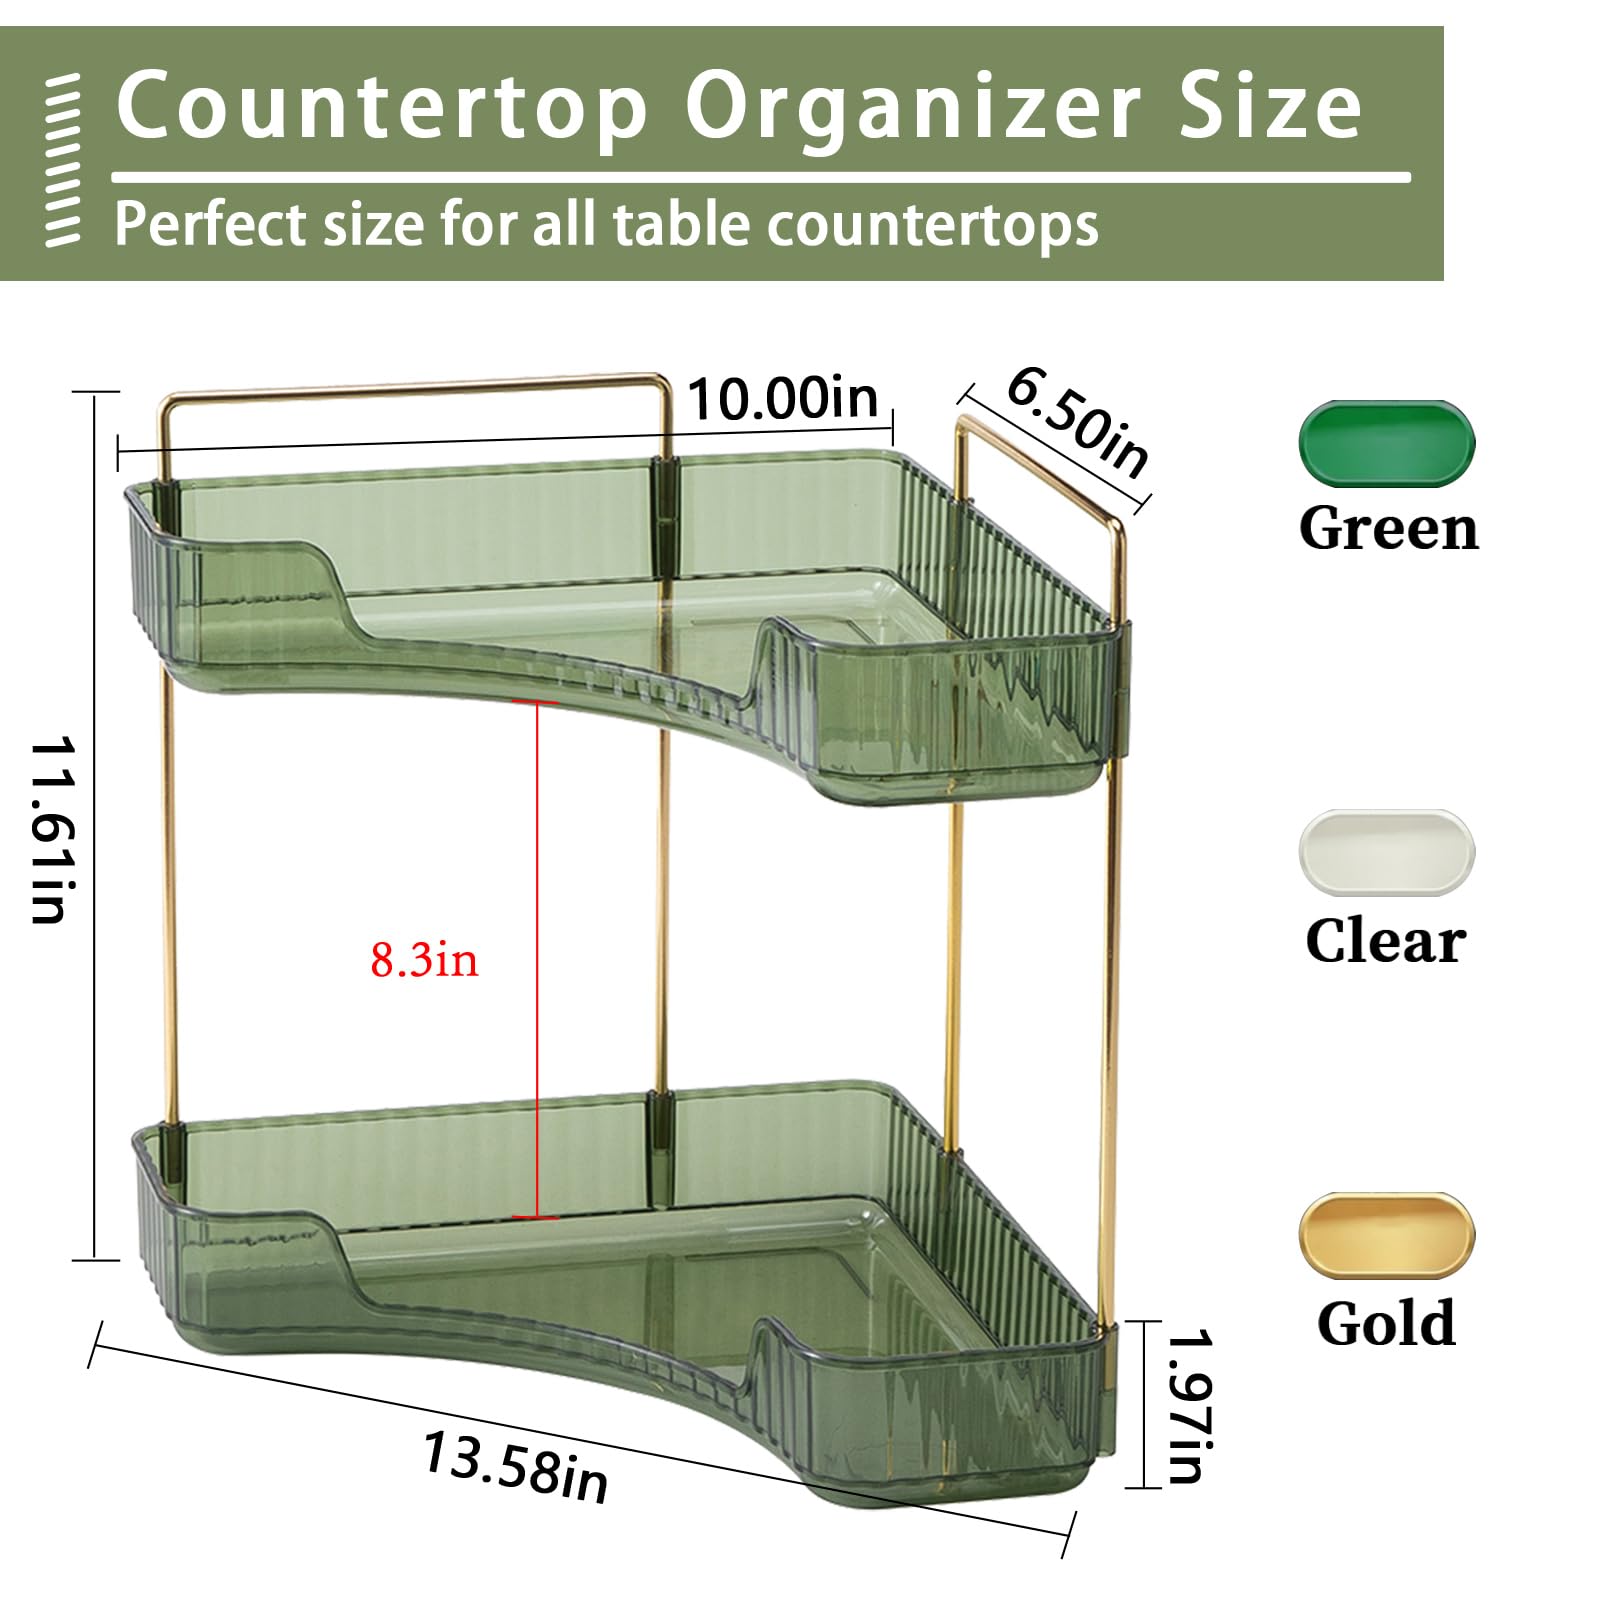 Countertop Organizer Size
Perfect size for all table countertops
10.00in
6.50in
Green
11.61in
8.3in
Clear
Gold
1.97in
13.58in